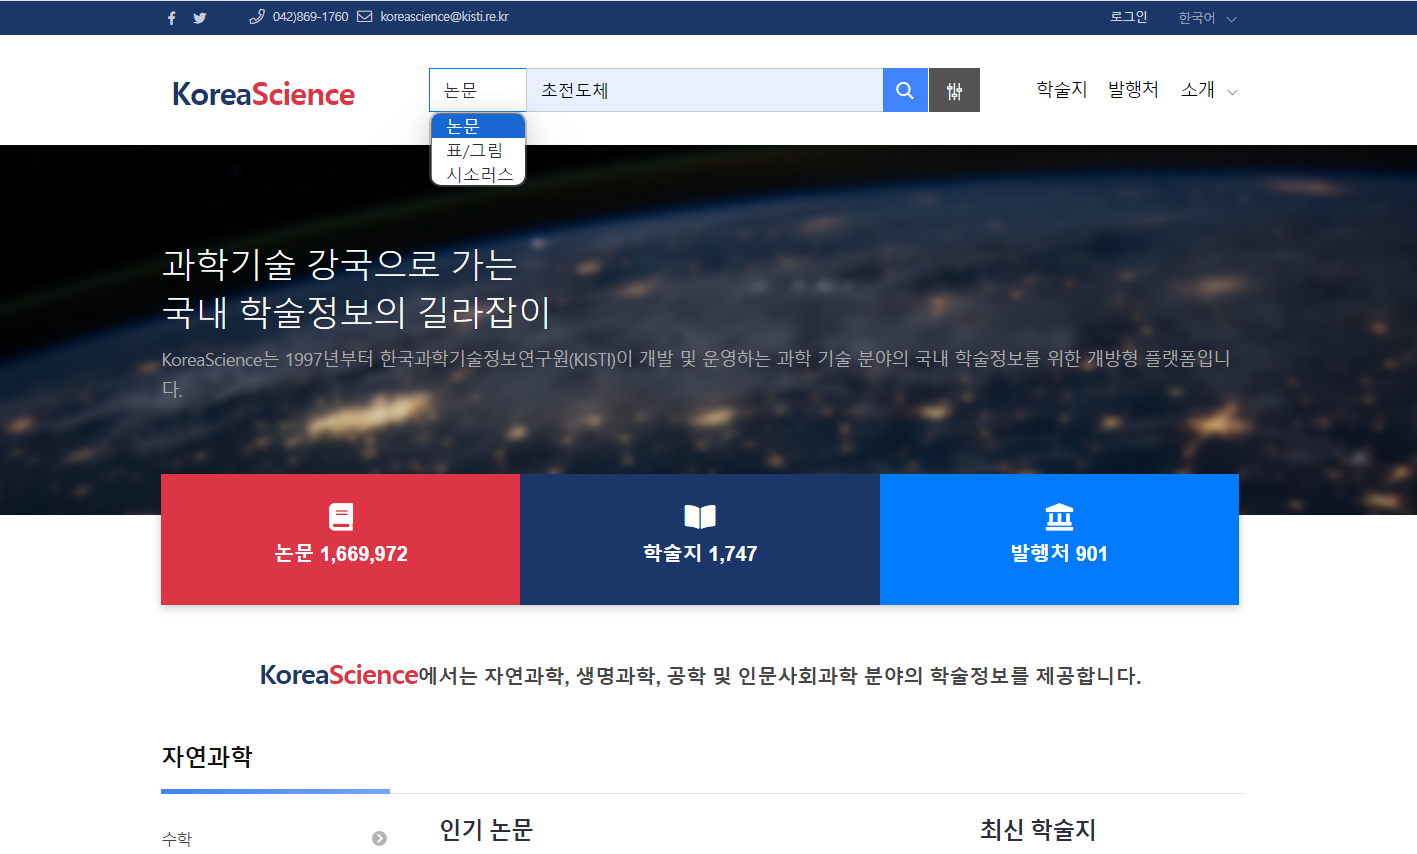 042)869-1760 koreascience@kisti.re.kr 로그인 한국어
KoreaScience 논문 초전도체 학술지 발행처 소개
논문
표/그림
시소러스
과학기술 강국으로 가는
국내 학술정보의 길라잡이
KoreaScience는 1997년부터 한국과학기술정보연구원(KISTI)이 개발 및 운영하는 과학 기술 분야의 국내 학술정보를 위한 개방형 플랫폼입니
다.
논문 1,669,972 학술지 1,747 발행처 901
KoreaScience에서는 자연과학, 생명과학, 공학 및 인문사회과학 분야의 학술정보를 제공합니다.
자연과학
수학 인기 논문 최신 학술지